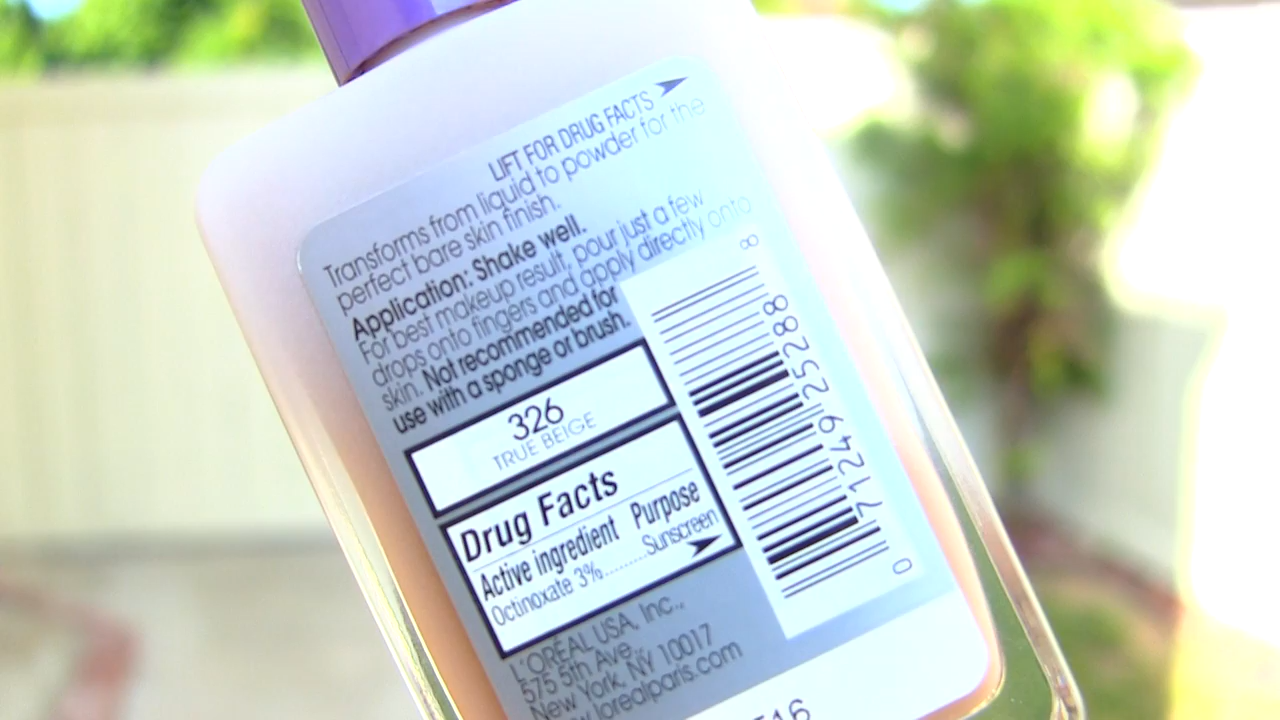 LIFT FOR DRUG FACTS
Transforms from liquid to powder for the
perfect bare skin finish.
Application: Shake well.
For best makeup result, pour just a few
drops onto fingers and apply directly onto
skin. Not recommended for
use with a sponge or brush.
326
TRUE BEIGE
Drug Facts
Active ingredient Purpose
Octinoxate 3%.........Sunscreen
L'ORÉAL USA, Inc.,
575 5th Ave.,
New York, NY 10017
lorealparis.com
0 71249 25288 8